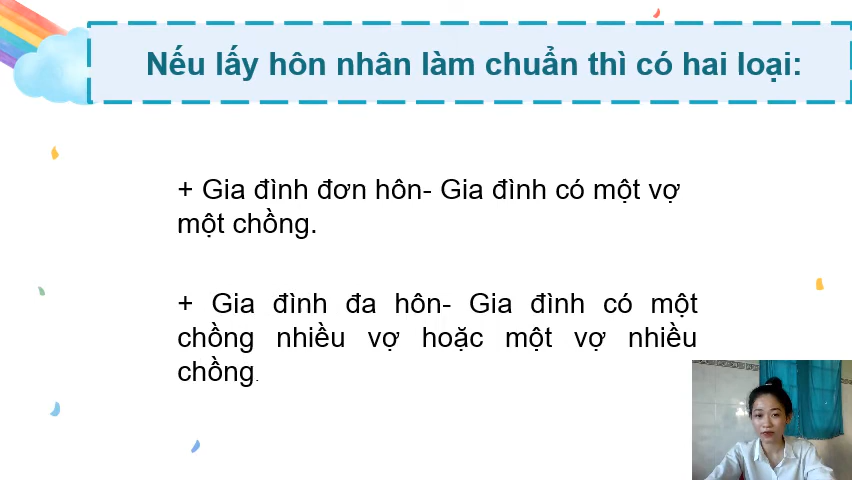 Nếu lấy hôn nhân làm chuẩn thì có hai loại:
+ Gia đình đơn hôn- Gia đình có một vợ
một chồng.
+ Gia đình đa hôn- Gia đình có một
chồng nhiều vợ hoặc một vợ nhiều
chồng.